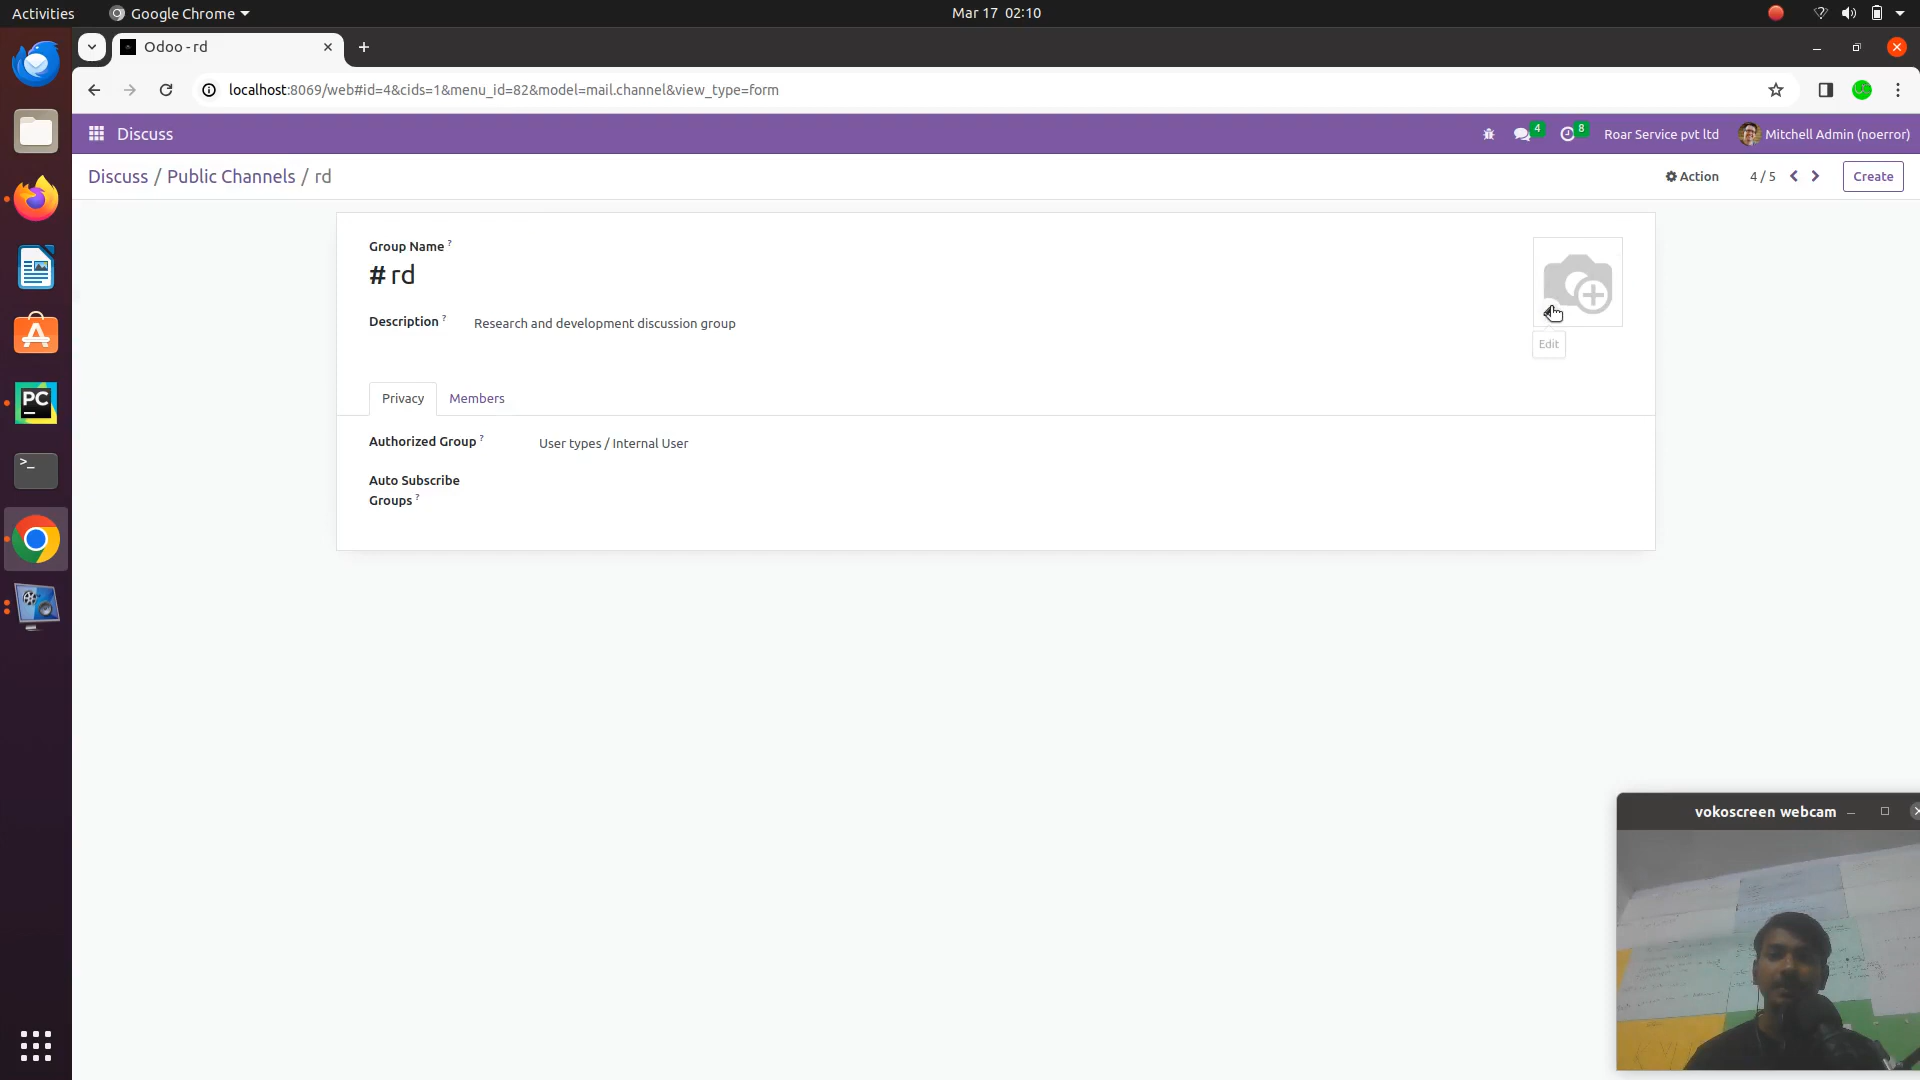 Activities
Google Chrome
Mar 17 02:10
Odoo - rd
localhost:8069/web#id=4&cids=1&menu_id=82&model=mail.channel&view_type=form
Discuss
4
8
Roar Service pvt ltd
Mitchell Admin (noerror)
Discuss / Public Channels / rd
Action
4 / 5
Create
Group Name ?
# rd
Description ?
Research and development discussion group
Edit
Privacy
Members
Authorized Group ?
User types / Internal User
Auto Subscribe
Groups ?
PC
>_
vokoscreen webcam